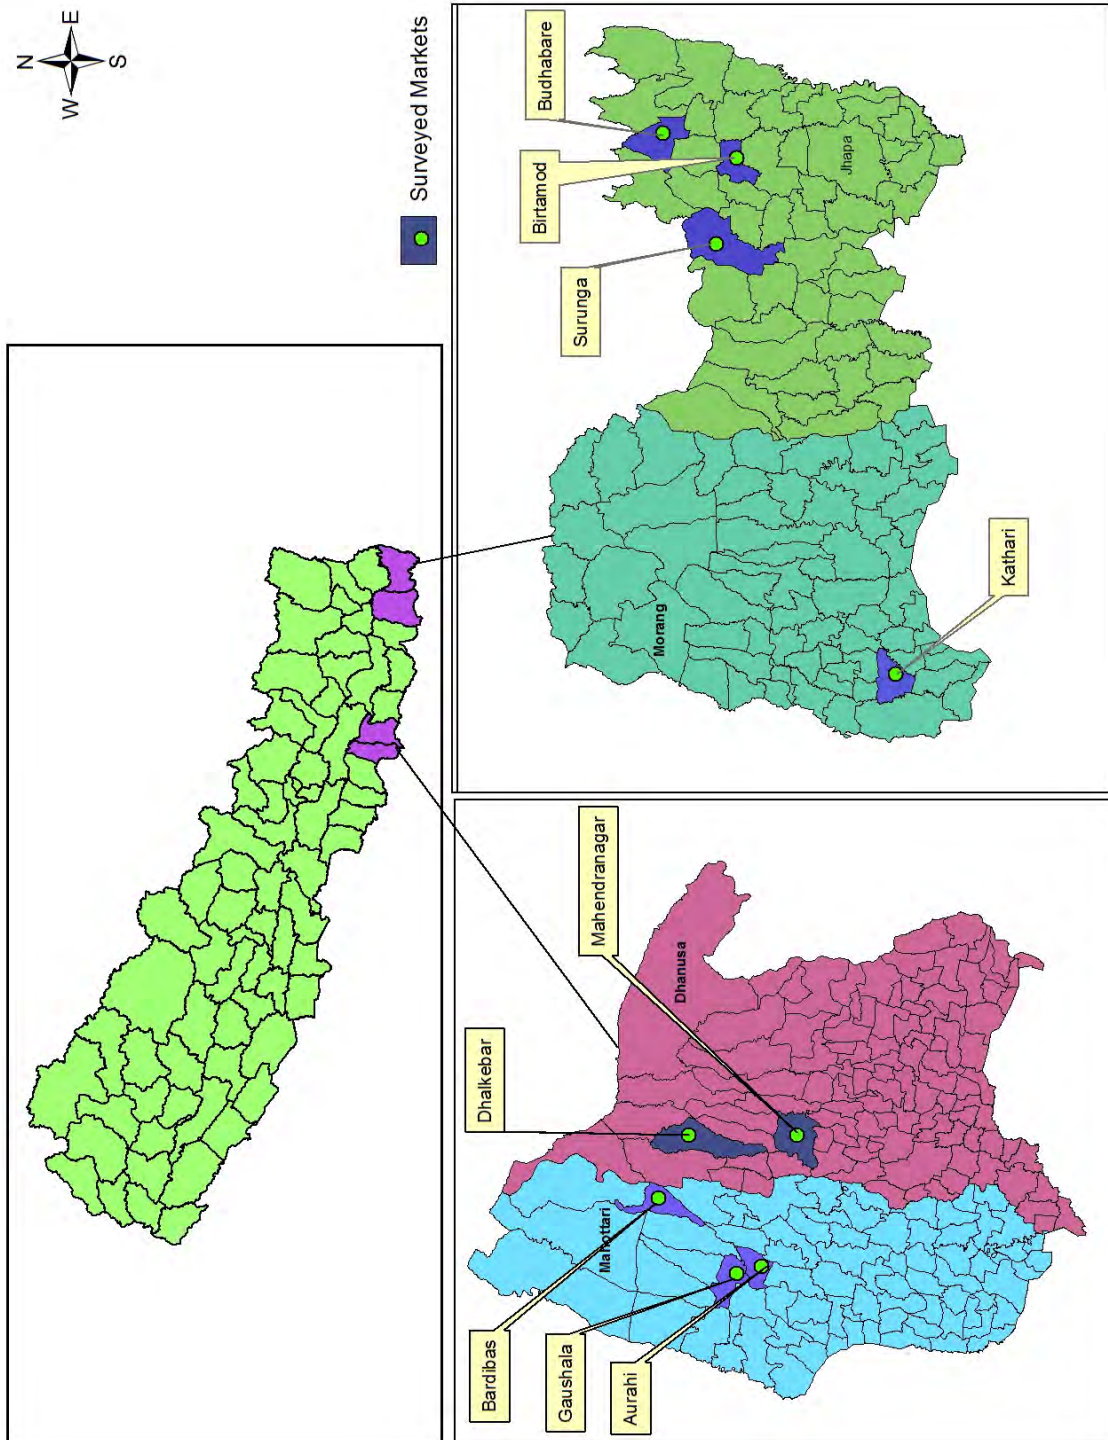 N
W
E
S
Surveyed Markets
Budhabare
Birtamod
Surunga
Jhapa
Morang
Kathari
Mahendranagar
Dhalkebar
Dhanusa
Bardibas
Mahottari
Gaushala
Aurahi